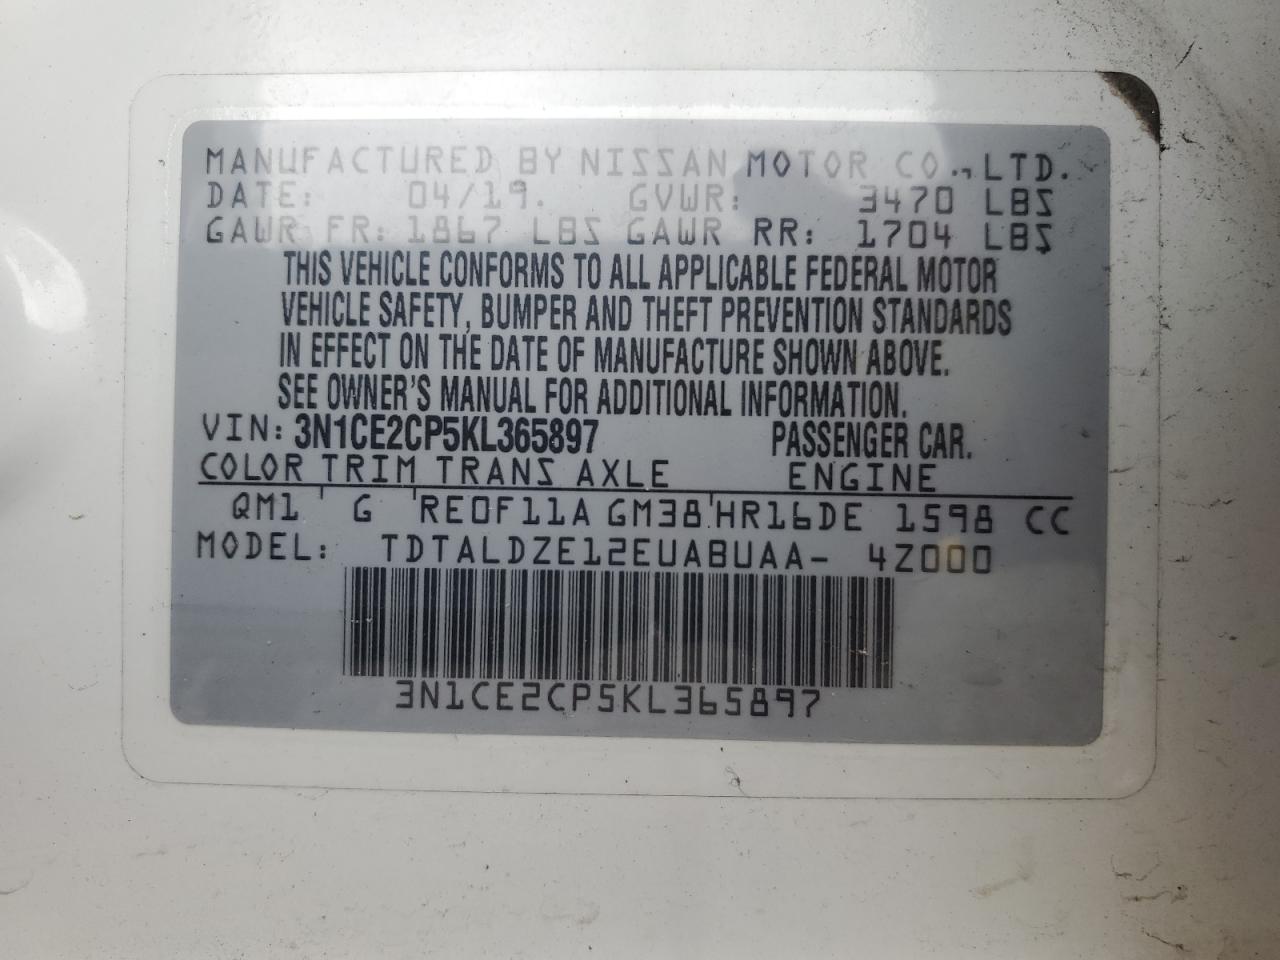 MANUFACTURED BY NISSAN MOTOR CO., LTD.
DATE: 04/19. GVWR: 3470 LBS
GAWR FR: 1867 LBS GAWR RR: 1704 LBS
THIS VEHICLE CONFORMS TO ALL APPLICABLE FEDERAL MOTOR
VEHICLE SAFETY, BUMPER AND THEFT PREVENTION STANDARDS
IN EFFECT ON THE DATE OF MANUFACTURE SHOWN ABOVE.
SEE OWNER'S MANUAL FOR ADDITIONAL INFORMATION.
VIN: 3N1CE2CP5KL365897 PASSENGER CAR.
COLOR TRIM TRANS AXLE ENGINE
QM1 G RE0F11A GM38 HR16DE 1598 CC
MODEL: TDTALDZE12EUABUAA- 4Z000
3N1CE2CP5KL365897